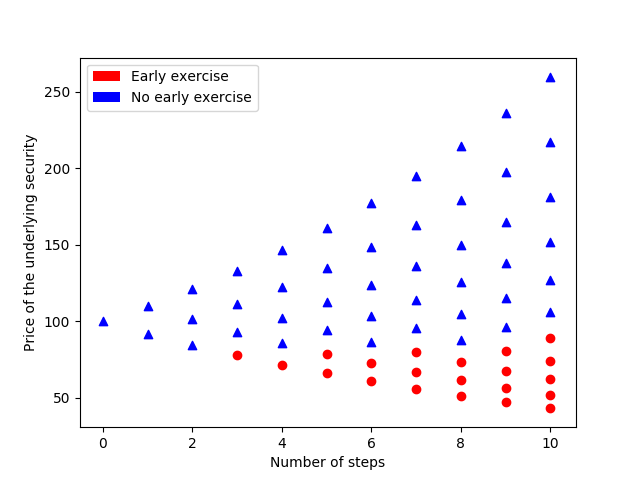 Early exercise
No early exercise
250
200
150
100
50
Price of the underlying security
0
2
4
6
8
10
Number of steps